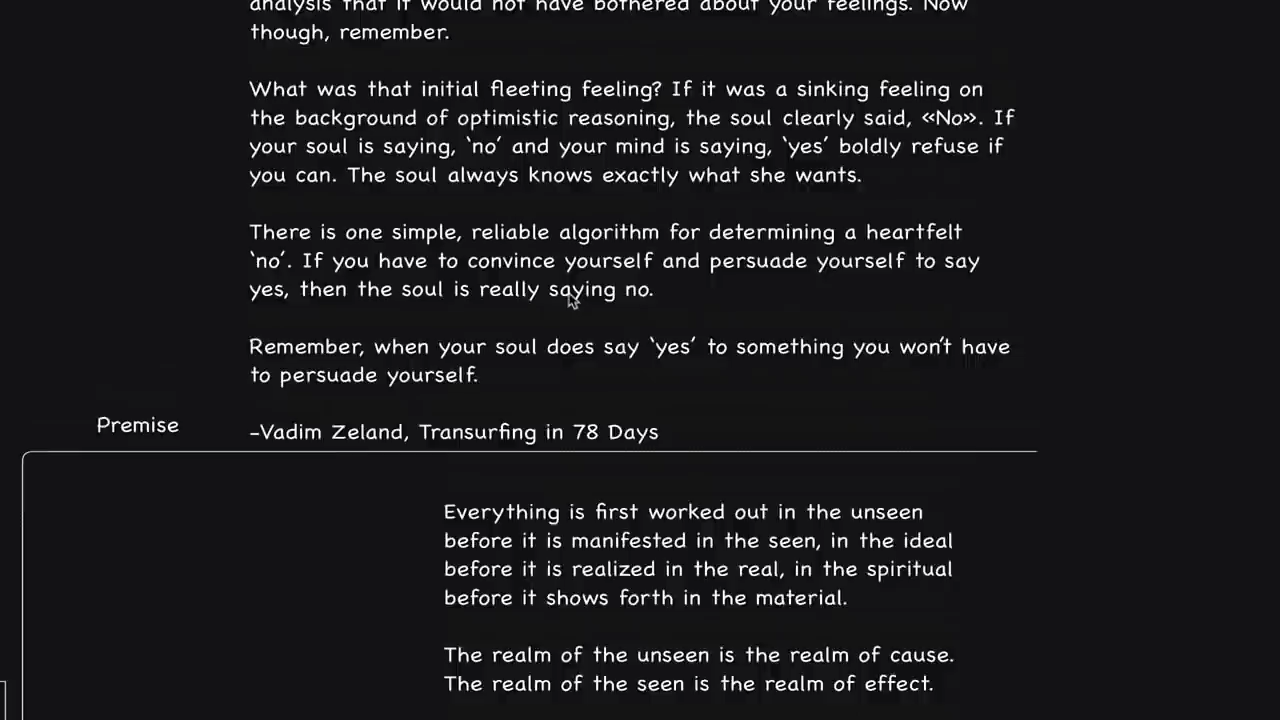 analysis that it would not have bothered about your feelings. Now
though, remember.
What was that initial fleeting feeling? If it was a sinking feeling on
the background of optimistic reasoning, the soul clearly said, «No». If
your soul is saying, ‘no’ and your mind is saying, ‘yes’ boldly refuse if
you can. The soul always knows exactly what she wants.
There is one simple, reliable algorithm for determining a heartfelt
‘no’. If you have to convince yourself and persuade yourself to say
yes, then the soul is really saying no.
Remember, when your soul does say ‘yes’ to something you won’t have
to persuade yourself.
Premise
–Vadim Zeland, Transurfing in 78 Days
Everything is first worked out in the unseen
before it is manifested in the seen, in the ideal
before it is realized in the real, in the spiritual
before it shows forth in the material.
The realm of the unseen is the realm of cause.
The realm of the seen is the realm of effect.